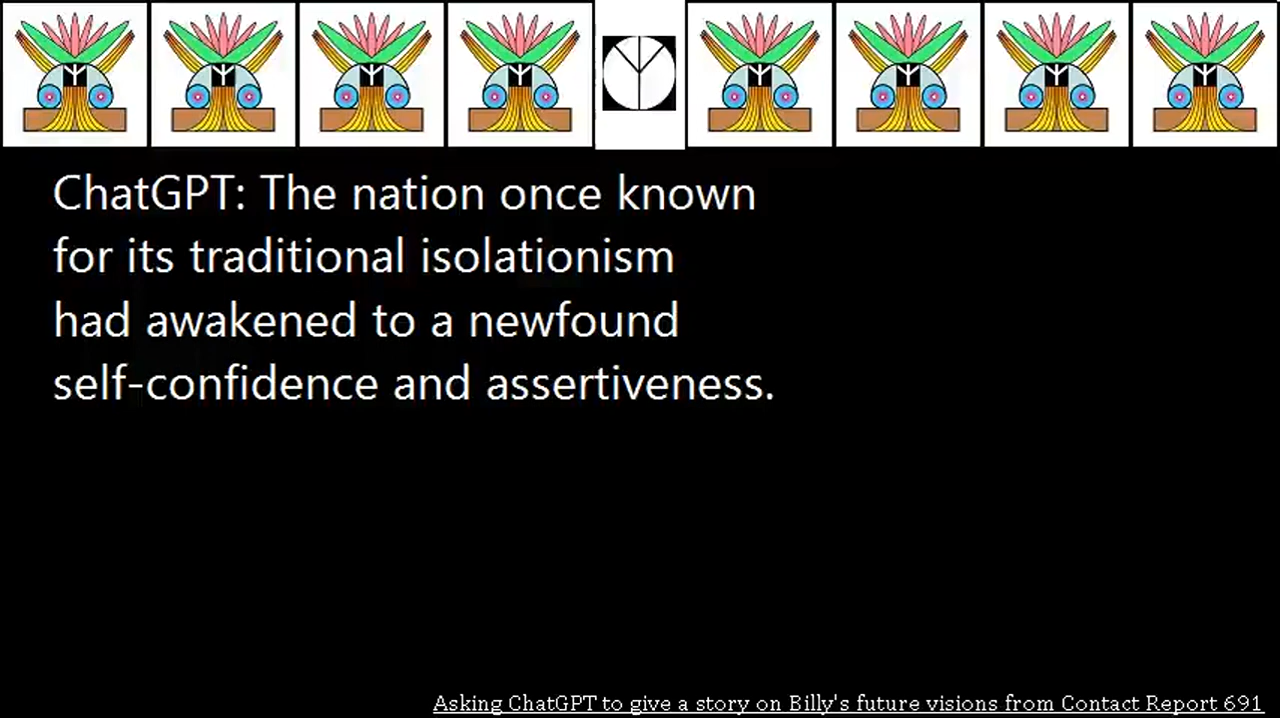 ChatGPT: The nation once known
for its traditional isolationism
had awakened to a newfound
self-confidence and assertiveness.
Asking ChatGPT to give a story on Billy's future visions from Contact Report 691